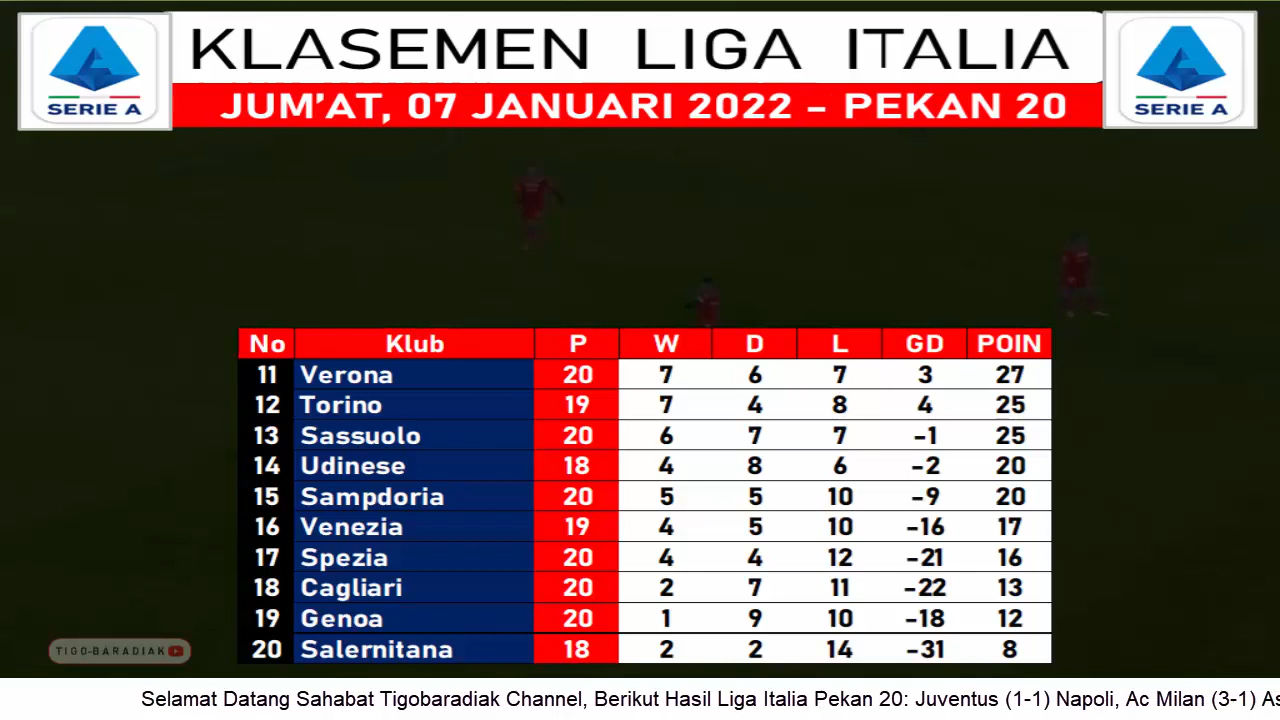 KLASEMEN LIGA ITALIA
JUM'AT, 07 JANUARI 2022 - PEKAN 20
SERIE A
SERIE A
No Klub P W D L GD POIN
11 Verona 20 7 6 7 3 27
12 Torino 19 7 4 8 4 25
13 Sassuolo 20 6 7 7 -1 25
14 Udinese 18 4 8 6 -2 20
15 Sampdoria 20 5 5 10 -9 20
16 Venezia 19 4 5 10 -16 17
17 Spezia 20 4 4 12 -21 16
18 Cagliari 20 2 7 11 -22 13
19 Genoa 20 1 9 10 -18 12
20 Salernitana 18 2 2 14 -31 8
TIGO-BARADIAK
Selamat Datang Sahabat Tigobaradiak Channel, Berikut Hasil Liga Italia Pekan 20: Juventus (1-1) Napoli, Ac Milan (3-1) As